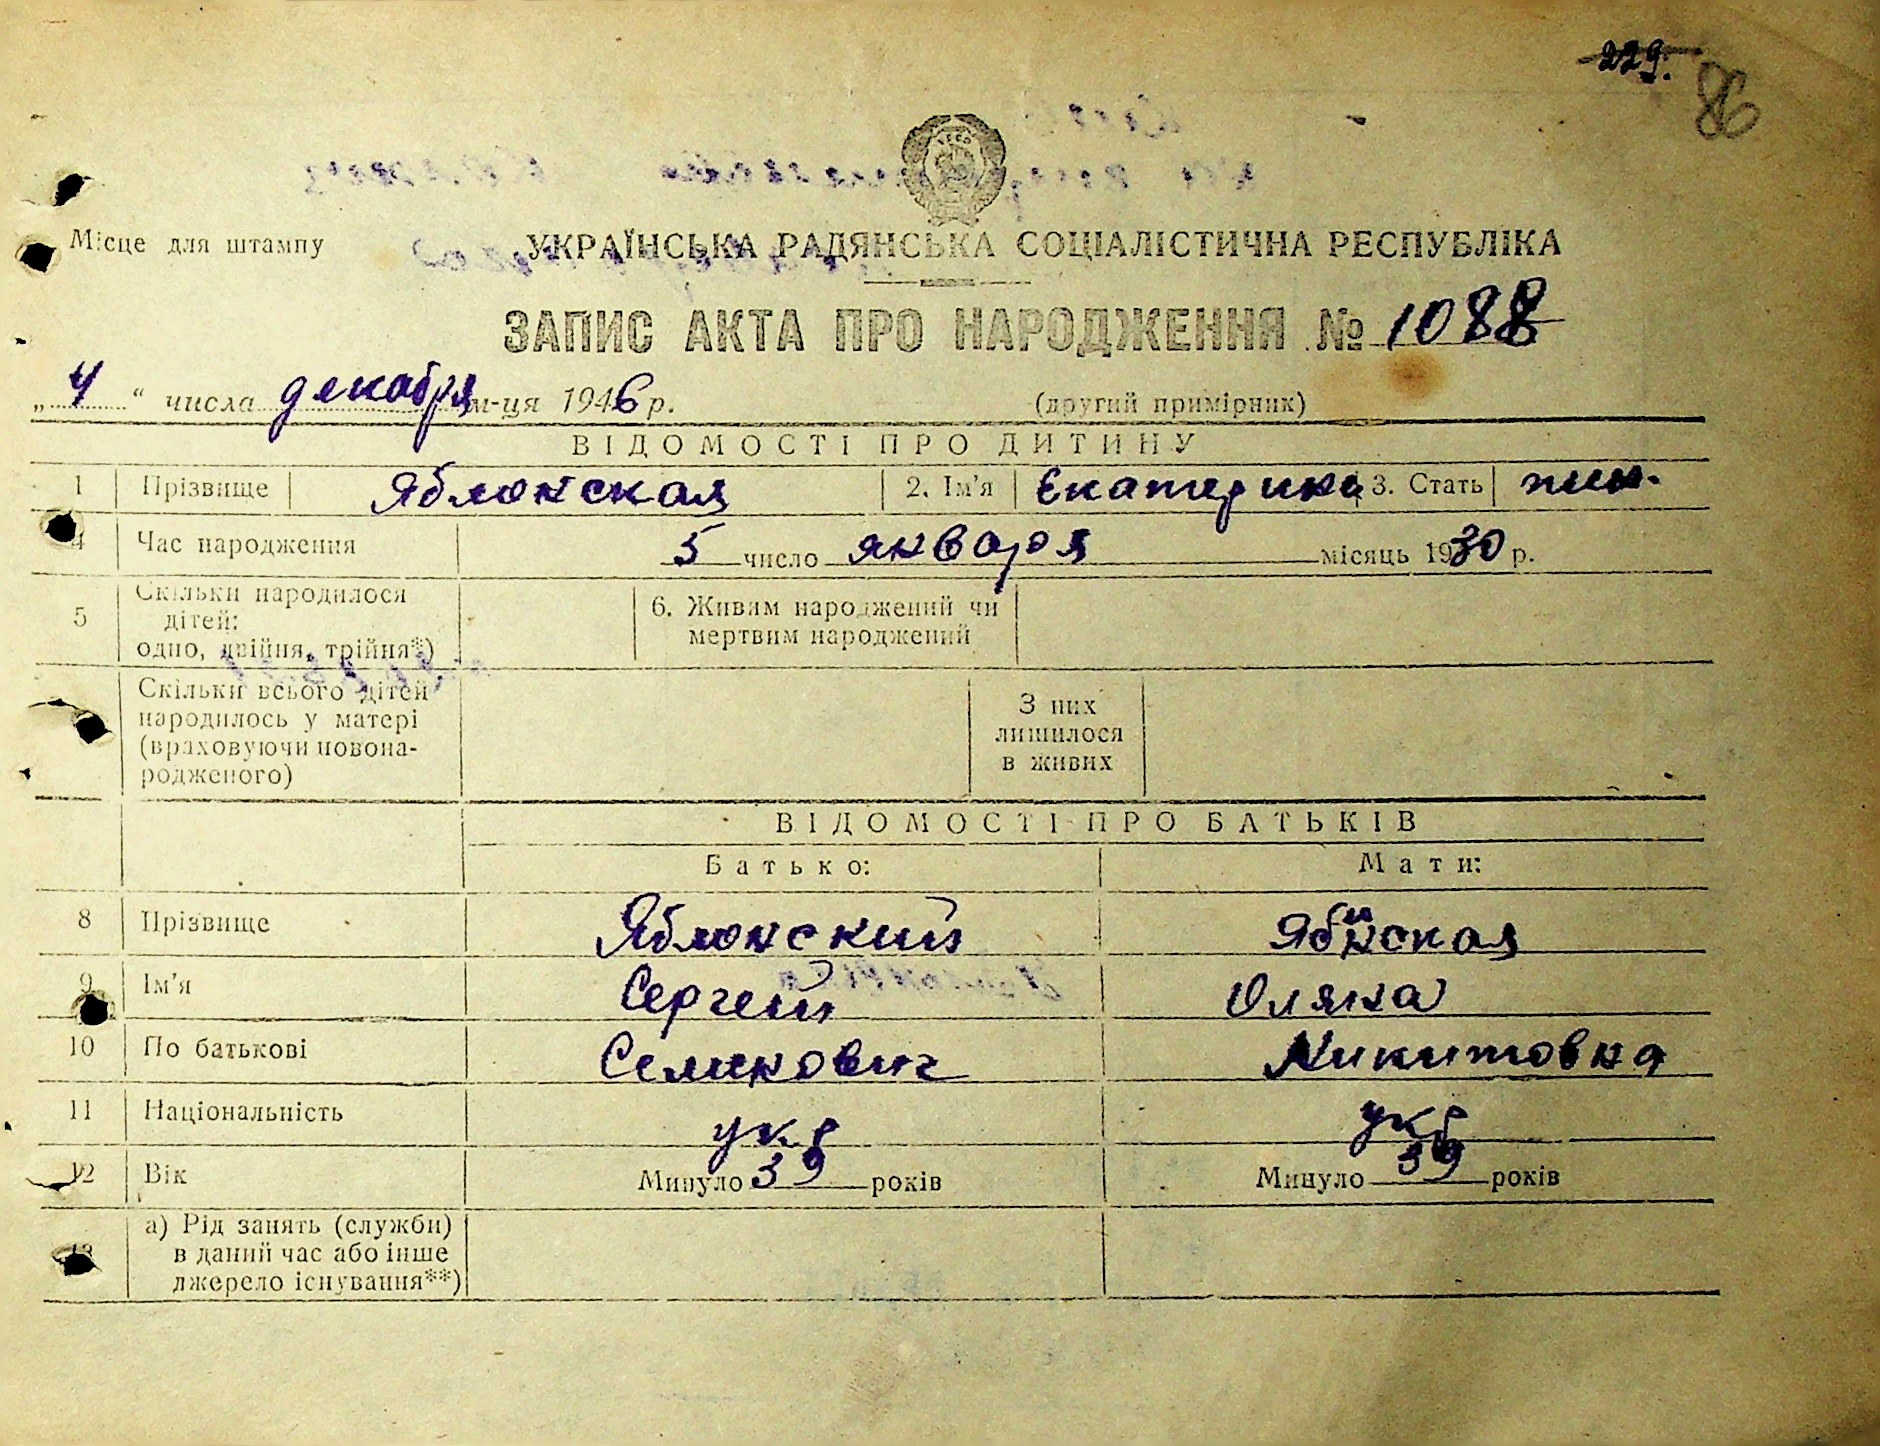 229.
86
Місце для штампу
УКРАЇНСЬКА РАДЯНСЬКА СОЦІАЛІСТИЧНА РЕСПУБЛІКА
ЗАПИС АКТА ПРО НАРОДЖЕННЯ № 1088
„4“ числа декабря м-ця 1946 р. (другий примірник)
ВІДОМОСТІ ПРО ДИТИНУ
1 Прізвище Яблонская 2. Ім'я Екатерина 3. Стать жен.
4 Час народження 5 число января місяць 1930 р.
5 Скільки народилося дітей: одно, двійня, трійня*) 6. Живим народжений чи мертвим народжений
Скільки всього дітей народилось у матері (враховуючи новонародженого) З них лишилося в живих
ВІДОМОСТІ ПРО БАТЬКІВ
Батько: Мати:
8 Прізвище Яблонский Яблонская
9 Ім'я Сергей Оляна
10 По батькові Семенович Никитовна
11 Національність укр укр
12 Вік Минуло 39 років Минуло 39 років
13 а) Рід занять (служби) в даний час або інше джерело існування**)